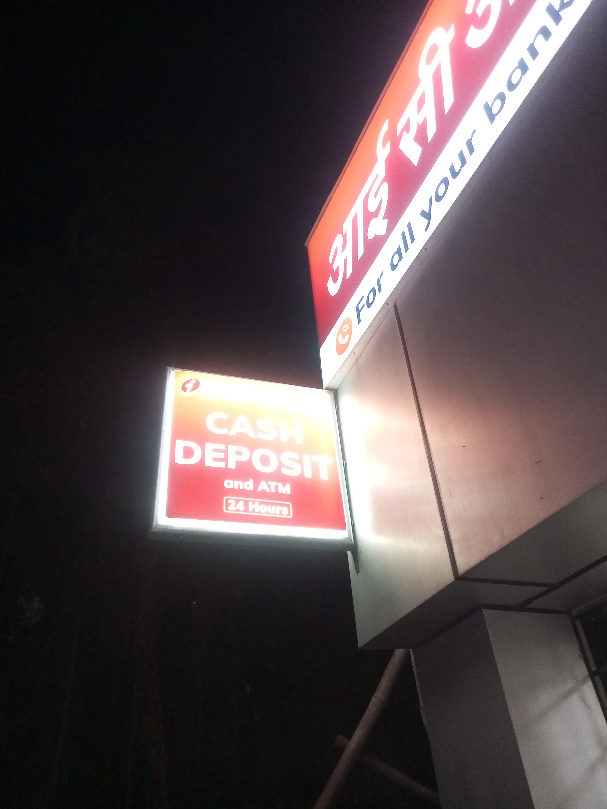 आई सी आ
For all your bank
CASH
DEPOSIT
and ATM
24 Hours